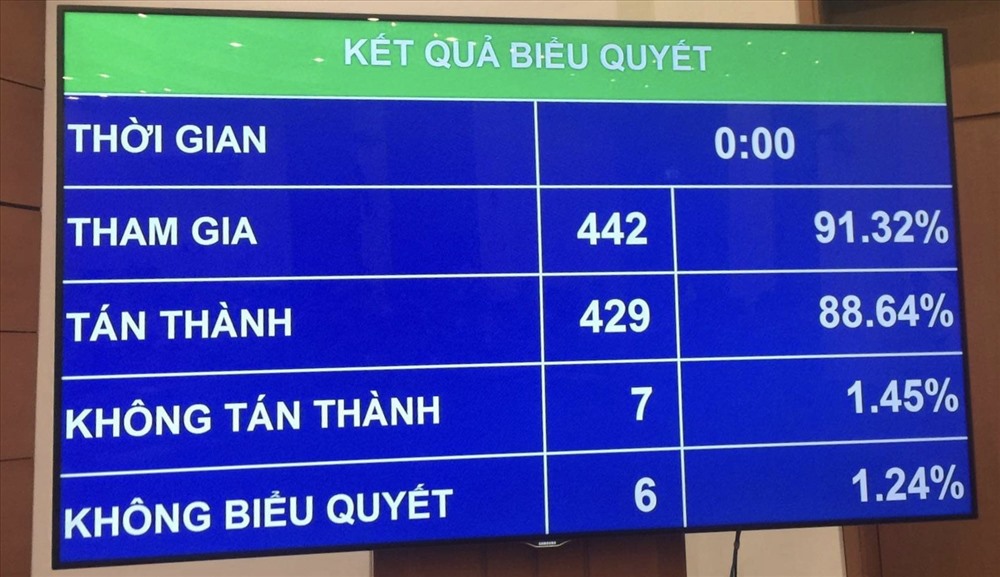 KẾT QUẢ BIỂU QUYẾT
THỜI GIAN 0:00
THAM GIA 442 91.32%
TÁN THÀNH 429 88.64%
KHÔNG TÁN THÀNH 7 1.45%
KHÔNG BIỂU QUYẾT 6 1.24%
SAMSUNG